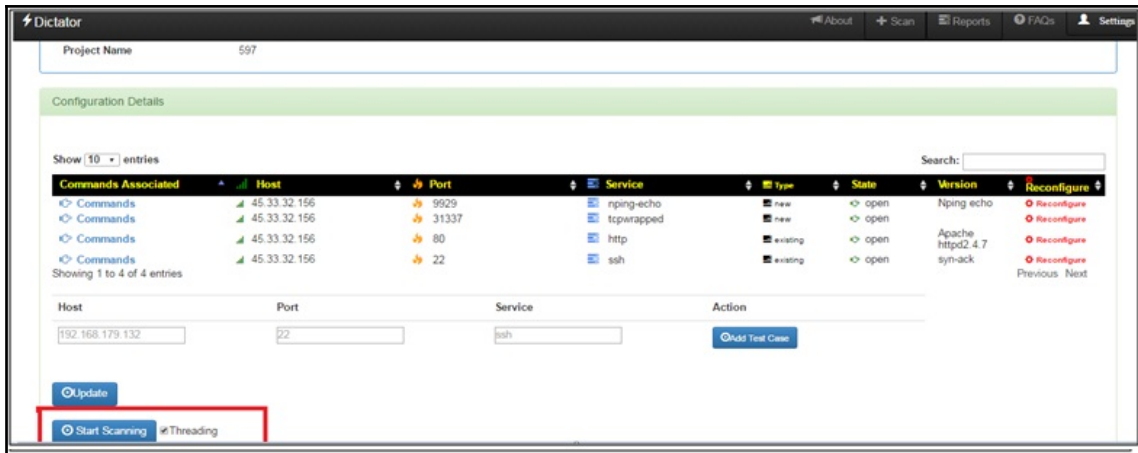 Dictator About Scan Reports FAQs Settings
Project Name 597
Configuration Details
Show 10 entries Search:
Commands Associated Host Port Service Type State Version Reconfigure
Commands 45.33.32.156 9929 nping-echo new open Nping echo Reconfigure
Commands 45.33.32.156 31337 tcpwrapped new open Reconfigure
Commands 45.33.32.156 80 http existing open Apache httpd2.4.7 Reconfigure
Commands 45.33.32.156 22 ssh existing open syn-ack Reconfigure
Showing 1 to 4 of 4 entries Previous Next
Host Port Service Action
192.168.179.132 22 ssh Add Test Case
Update
Start Scanning Threading